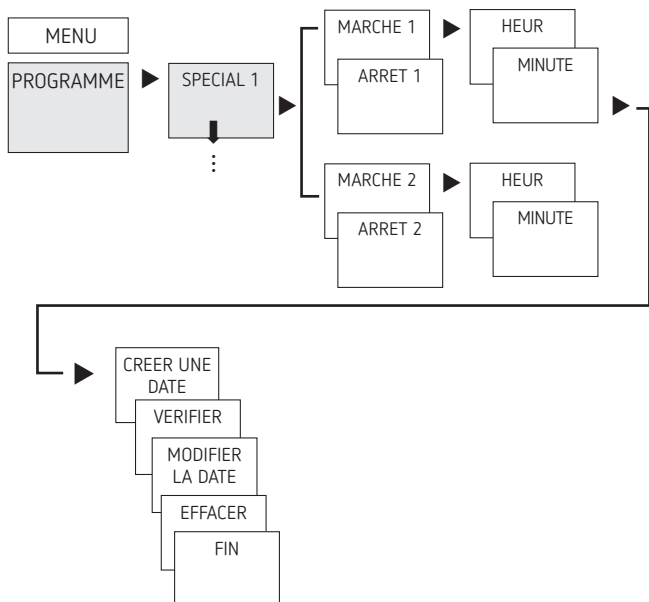 MENU
PROGRAMME
SPECIAL 1
MARCHE 1
ARRET 1
HEUR
MINUTE
MARCHE 2
ARRET 2
HEUR
MINUTE
CREER UNE
DATE
VERIFIER
MODIFIER
LA DATE
EFFACER
FIN